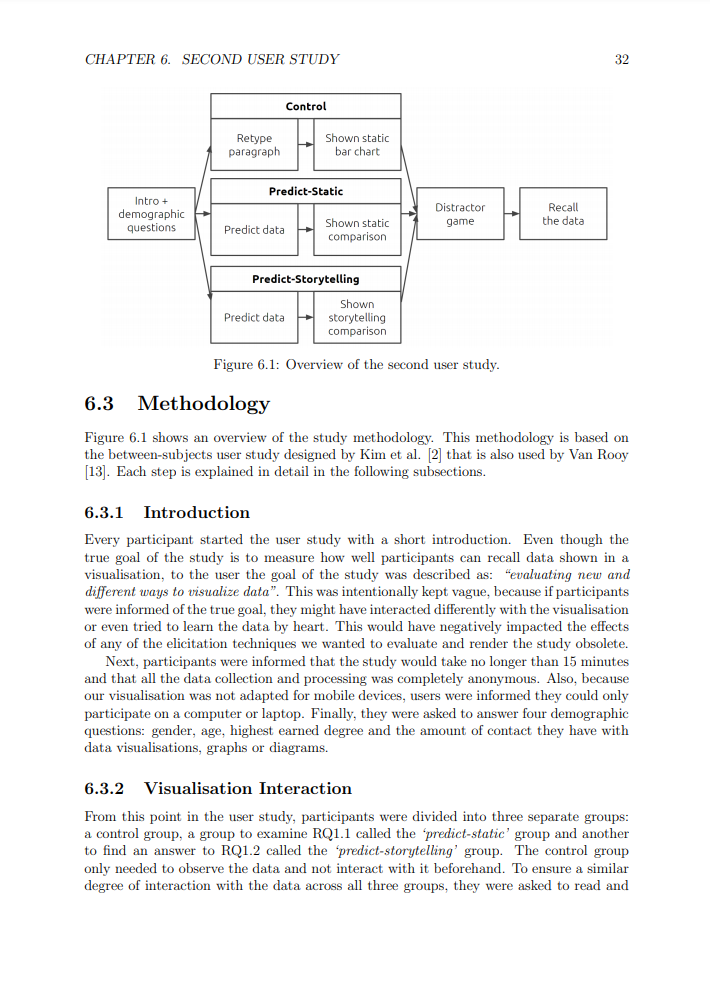 CHAPTER 6. SECOND USER STUDY 32
Control
Retype
paragraph
Shown static
bar chart
Intro +
demographic
questions
Predict-Static
Predict data
Shown static
comparison
Predict-Storytelling
Predict data
Shown
storytelling
comparison
Distractor
game
Recall
the data
Figure 6.1: Overview of the second user study.
6.3 Methodology
Figure 6.1 shows an overview of the study methodology. This methodology is based on
the between-subjects user study designed by Kim et al. [2] that is also used by Van Rooy
[13]. Each step is explained in detail in the following subsections.
6.3.1 Introduction
Every participant started the user study with a short introduction. Even though the
true goal of the study is to measure how well participants can recall data shown in a
visualisation, to the user the goal of the study was described as: “evaluating new and
different ways to visualize data”. This was intentionally kept vague, because if participants
were informed of the true goal, they might have interacted differently with the visualisation
or even tried to learn the data by heart. This would have negatively impacted the effects
of any of the elicitation techniques we wanted to evaluate and render the study obsolete.
Next, participants were informed that the study would take no longer than 15 minutes
and that all the data collection and processing was completely anonymous. Also, because
our visualisation was not adapted for mobile devices, users were informed they could only
participate on a computer or laptop. Finally, they were asked to answer four demographic
questions: gender, age, highest earned degree and the amount of contact they have with
data visualisations, graphs or diagrams.
6.3.2 Visualisation Interaction
From this point in the user study, participants were divided into three separate groups:
a control group, a group to examine RQ1.1 called the ‘predict-static’ group and another
to find an answer to RQ1.2 called the ‘predict-storytelling’ group. The control group
only needed to observe the data and not interact with it beforehand. To ensure a similar
degree of interaction with the data across all three groups, they were asked to read and